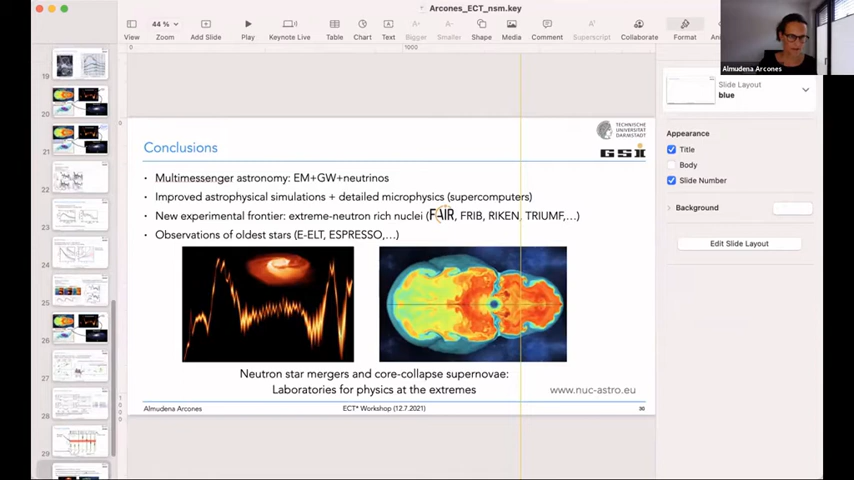 Arcones_ECT_nsm.key
44 %
View
Zoom
Add Slide
Play
Keynote Live
Table
Chart
Text
Bigger
Smaller
Shape
Media
Comment
Superscript
Collaborate
Format
Almudena Arcones
0
1000
Slide Layout
blue
Appearance
Title
Body
Slide Number
Background
Edit Slide Layout
19
20
21
22
23
24
25
26
27
28
29
TECHNISCHE
UNIVERSITÄT
DARMSTADT
GSI
Conclusions
• Multimessenger astronomy: EM+GW+neutrinos
• Improved astrophysical simulations + detailed microphysics (supercomputers)
• New experimental frontier: extreme-neutron rich nuclei (FAIR, FRIB, RIKEN, TRIUMF,...)
• Observations of oldest stars (E-ELT, ESPRESSO,...)
Neutron star mergers and core-collapse supernovae:
Laboratories for physics at the extremes
www.nuc-astro.eu
Almudena Arcones
ECT* Workshop (12.7.2021)
30